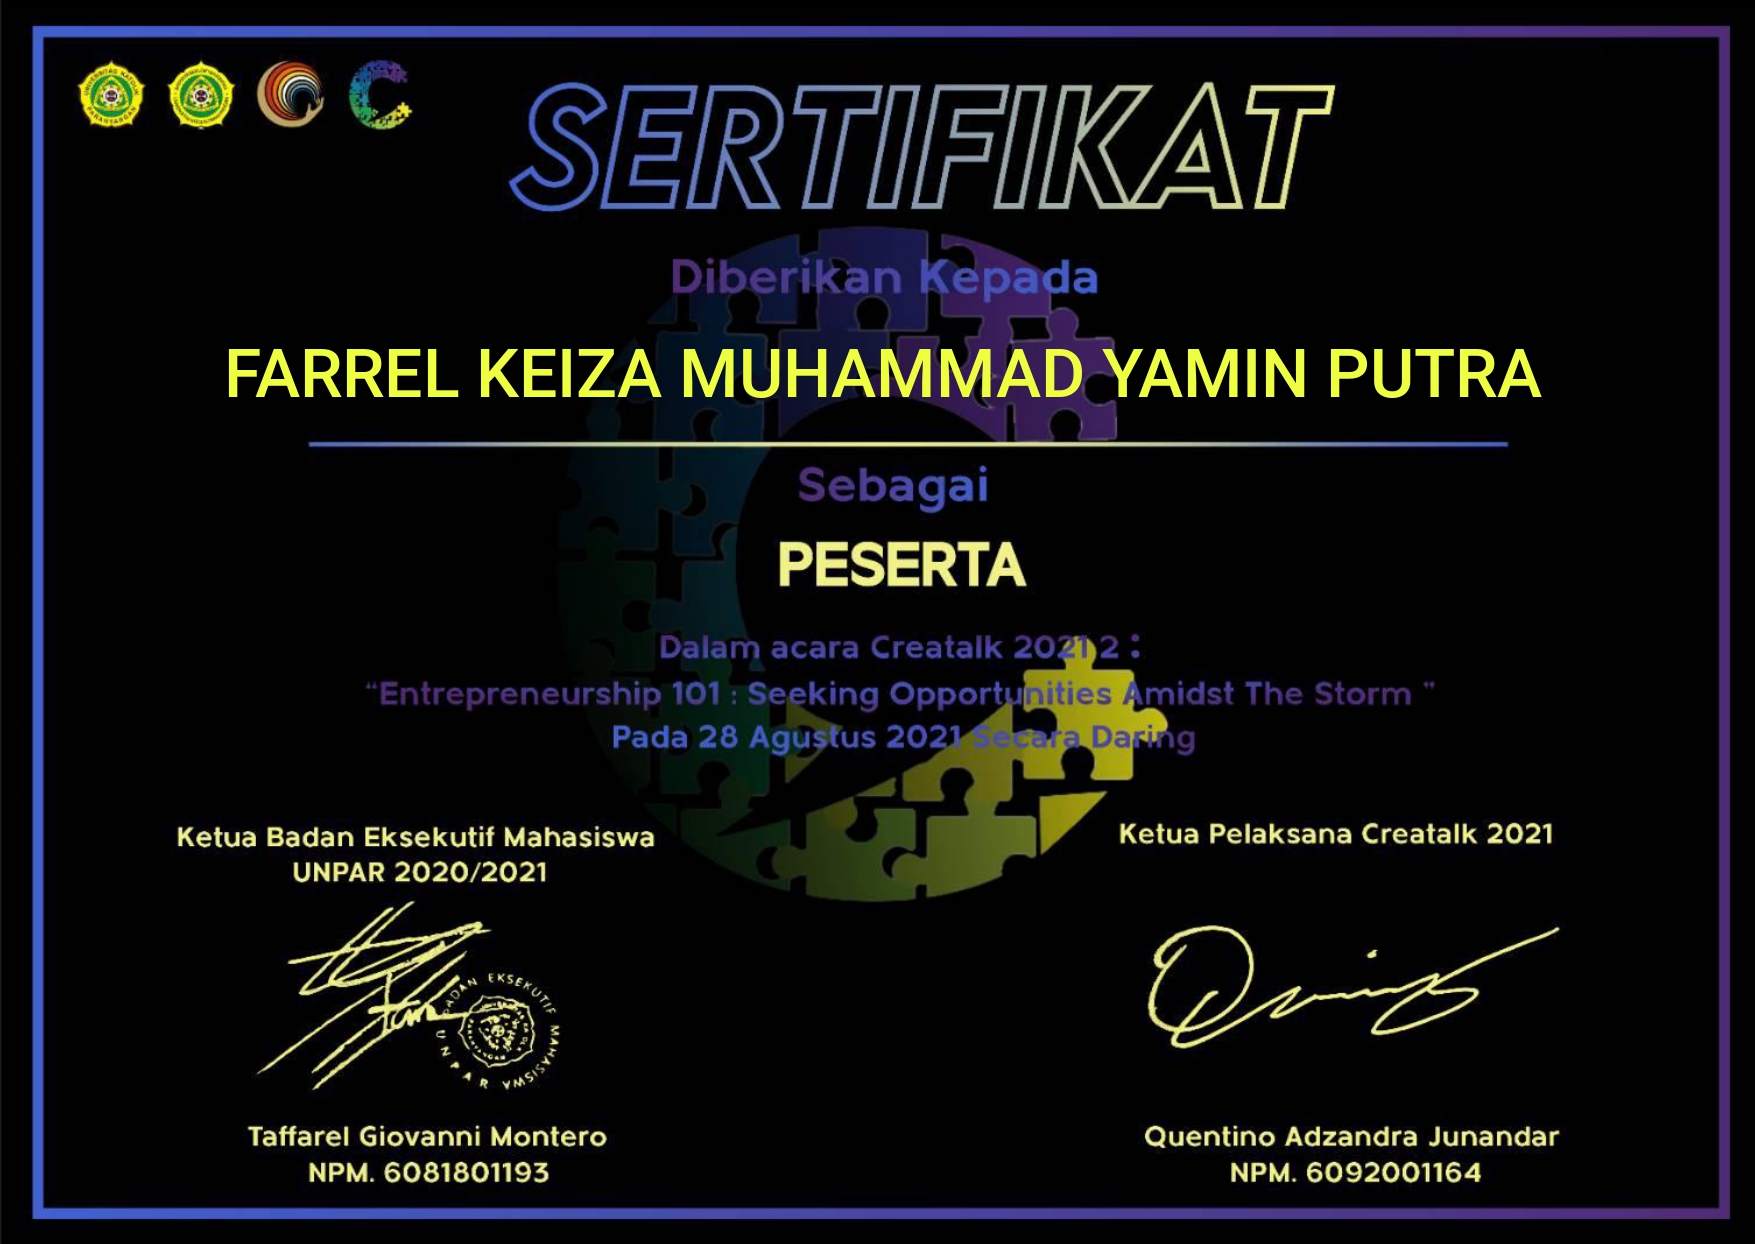 SERTIFIKAT
Diberikan Kepada
FARREL KEIZA MUHAMMAD YAMIN PUTRA
Sebagai
PESERTA
Dalam acara Creatalk 2021 2 :
“Entrepreneurship 101 : Seeking Opportunities Amidst The Storm ”
Pada 28 Agustus 2021 Secara Daring
Ketua Badan Eksekutif Mahasiswa
UNPAR 2020/2021
BADAN EKSEKUTIF MAHASISWA
UNPAR
Taffarel Giovanni Montero
NPM. 6081801193
Ketua Pelaksana Creatalk 2021
Quentino Adzandra Junandar
NPM. 6092001164